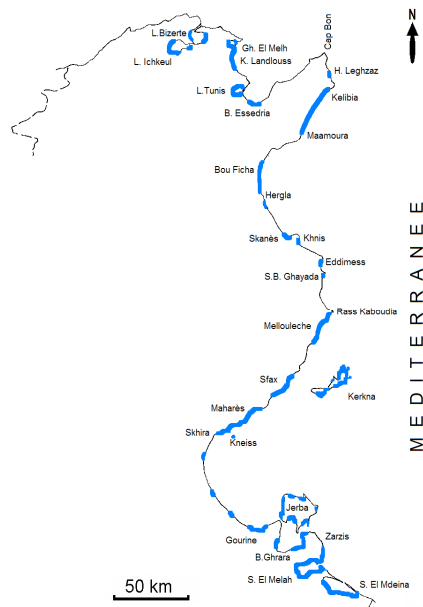 N
Cap Bon
L.Bizerte
Gh. El Melh
L. Ichkeul
K. Landlouss
H. Leghzaz
L.Tunis
Kelibia
B. Essedria
Maamoura
Bou Ficha
Hergla
MEDITERRANEE
Skanès
Khnis
Eddimess
S.B. Ghayada
Rass Kaboudia
Mellouleche
Sfax
Kerkna
Maharès
Skhira
Kneiss
Jerba
Gourine
Zarzis
B.Ghrara
S. El Melah
S. El Mdeina
50 km